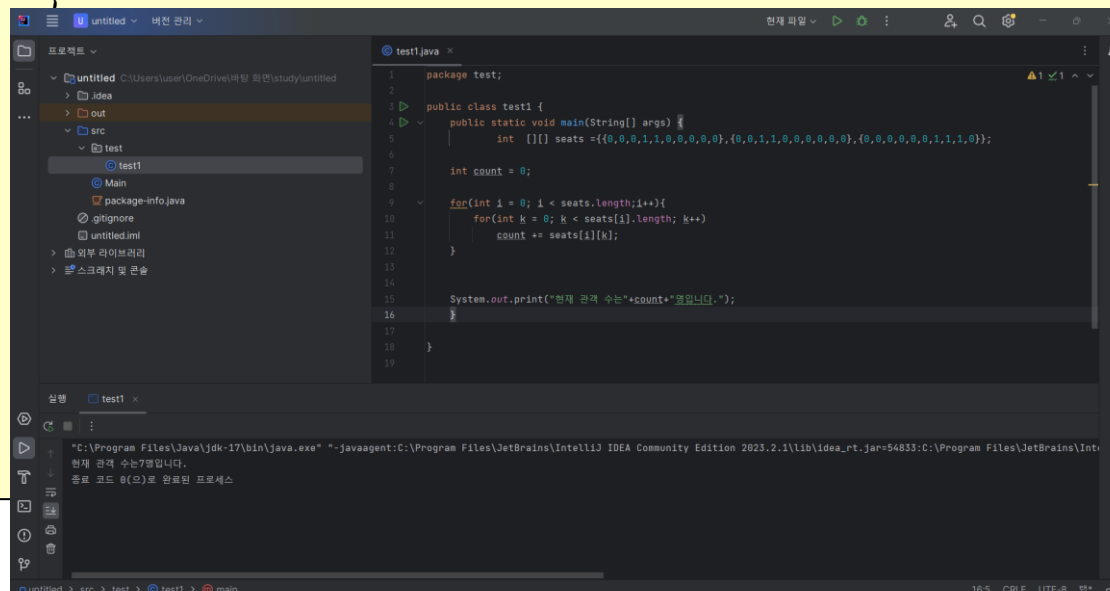 untitled 버전 관리 현재 파일
프로젝트
untitled C:\Users\user\OneDrive\바탕 화면\study\untitled
.idea
out
src
test
test1
Main
package-info.java
.gitignore
untitled.iml
외부 라이브러리
스크래치 및 콘솔
test1.java
1 package test;
2
3 public class test1 {
4 public static void main(String[] args) {
5 int [][] seats ={{0,0,0,1,1,0,0,0,0,0},{0,0,1,1,0,0,0,0,0,0},{0,0,0,0,0,0,1,1,1,0}};
6
7 int count = 0;
8
9 for(int i = 0; i < seats.length;i++){
10 for(int k = 0; k < seats[i].length; k++)
11 count += seats[i][k];
12 }
13
14
15 System.out.print("현재 관객 수는"+count+"명입니다.");
16 }
17
18 }
19
1 1
실행 test1
"C:\Program Files\Java\jdk-17\bin\java.exe" "-javaagent:C:\Program Files\JetBrains\IntelliJ IDEA Community Edition 2023.2.1\lib\idea_rt.jar=54833:C:\Program Files\JetBrains\Int
현재 관객 수는7명입니다.
종료 코드 0(으)로 완료된 프로세스
untitled > src > test > test1 > main 16:5 CRLF UTF-8